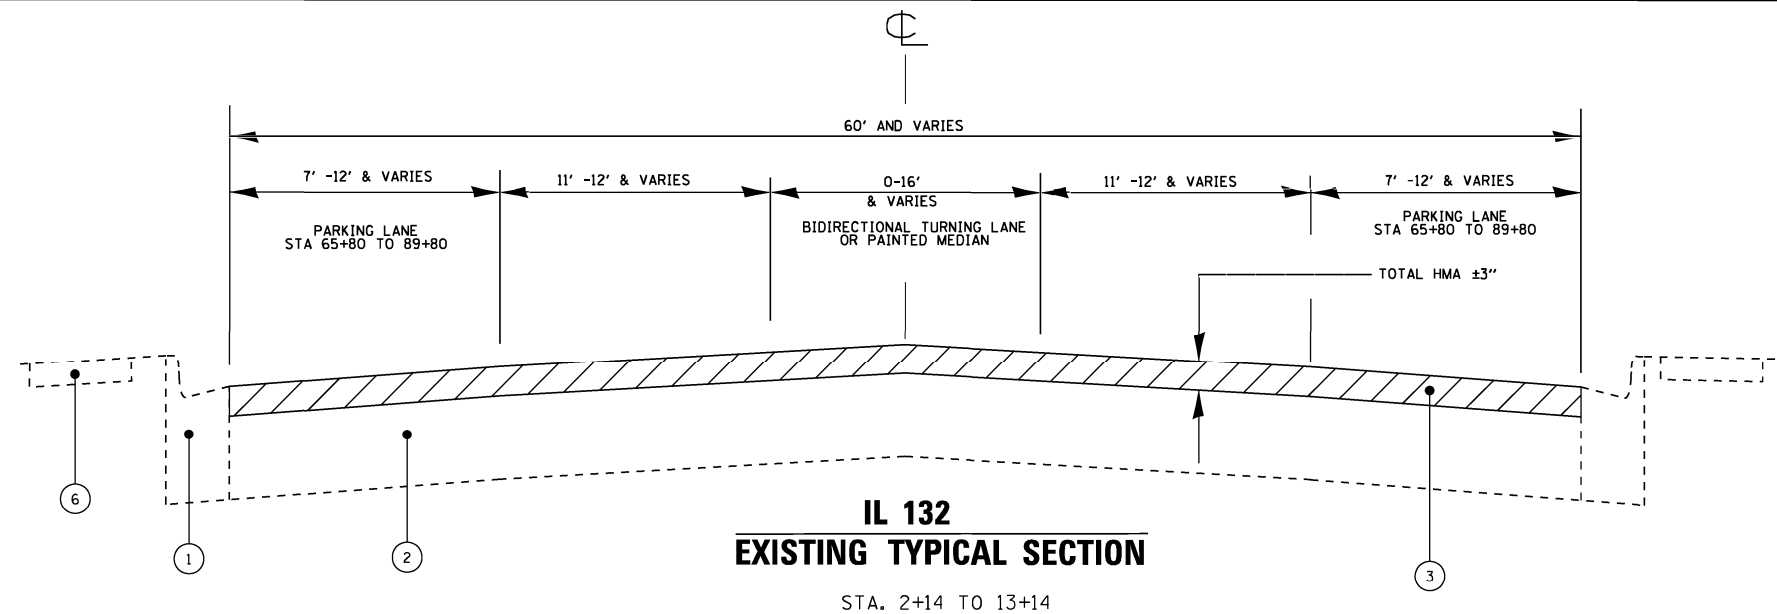 ℄
60' AND VARIES
7' -12' & VARIES
11' -12' & VARIES
0-16'
& VARIES
11' -12' & VARIES
7' -12' & VARIES
PARKING LANE
STA 65+80 TO 89+80
BIDIRECTIONAL TURNING LANE
OR PAINTED MEDIAN
PARKING LANE
STA 65+80 TO 89+80
TOTAL HMA ±3"
6
1
2
3
IL 132
EXISTING TYPICAL SECTION
STA. 2+14 TO 13+14